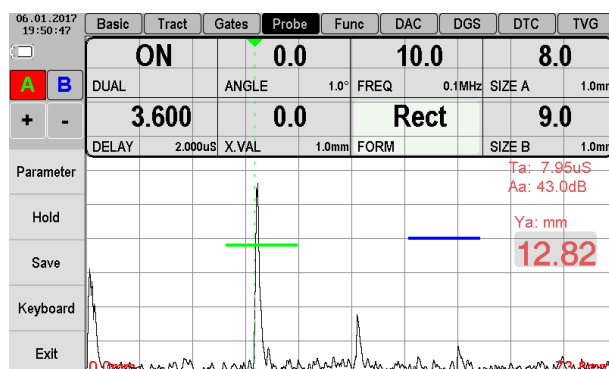 06.01.2017
19:50:47
Basic Tract Gates Probe Func DAC DGS DTC TVG
ON 0.0 10.0 8.0
DUAL ANGLE 1.0° FREQ 0.1MHz SIZE A 1.0mm
A B
3.600 0.0 Rect 9.0
+ -
DELAY 2.000uS X.VAL 1.0mm FORM SIZE B 1.0mm
Parameter
Ta: 7.95uS
Aa: 43.0dB
Hold
Ya: mm
12.82
Save
Keyboard
Exit